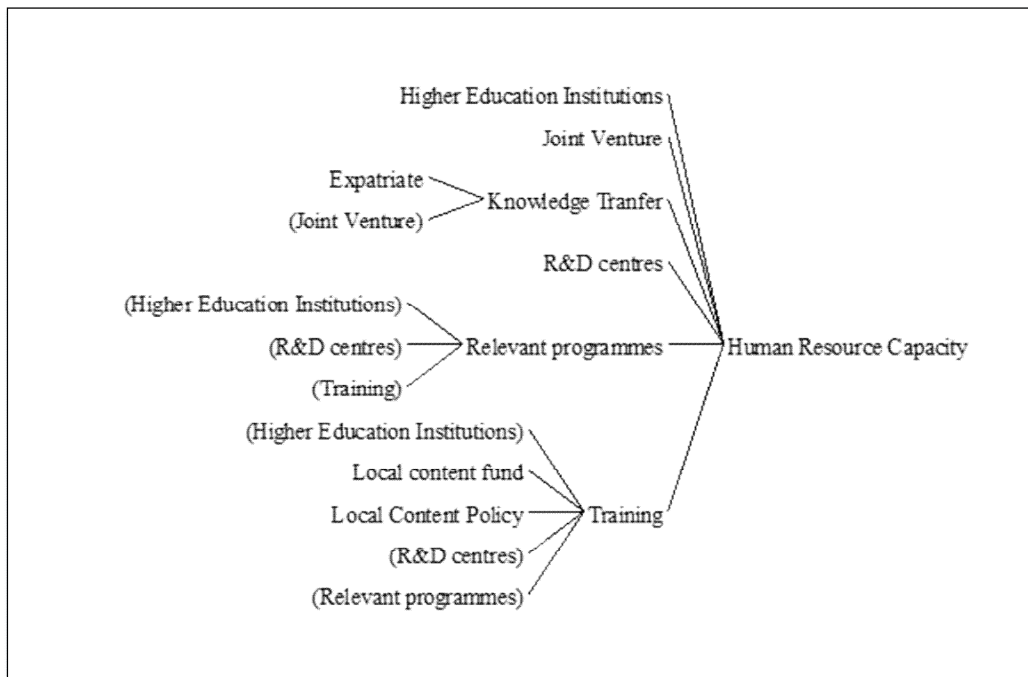 Higher Education Institutions
Joint Venture
Expatriate
Knowledge Tranfer
(Joint Venture)
R&D centres
(Higher Education Institutions)
(R&D centres)
Relevant programmes
Human Resource Capacity
(Training)
(Higher Education Institutions)
Local content fund
Local Content Policy
Training
(R&D centres)
(Relevant programmes)